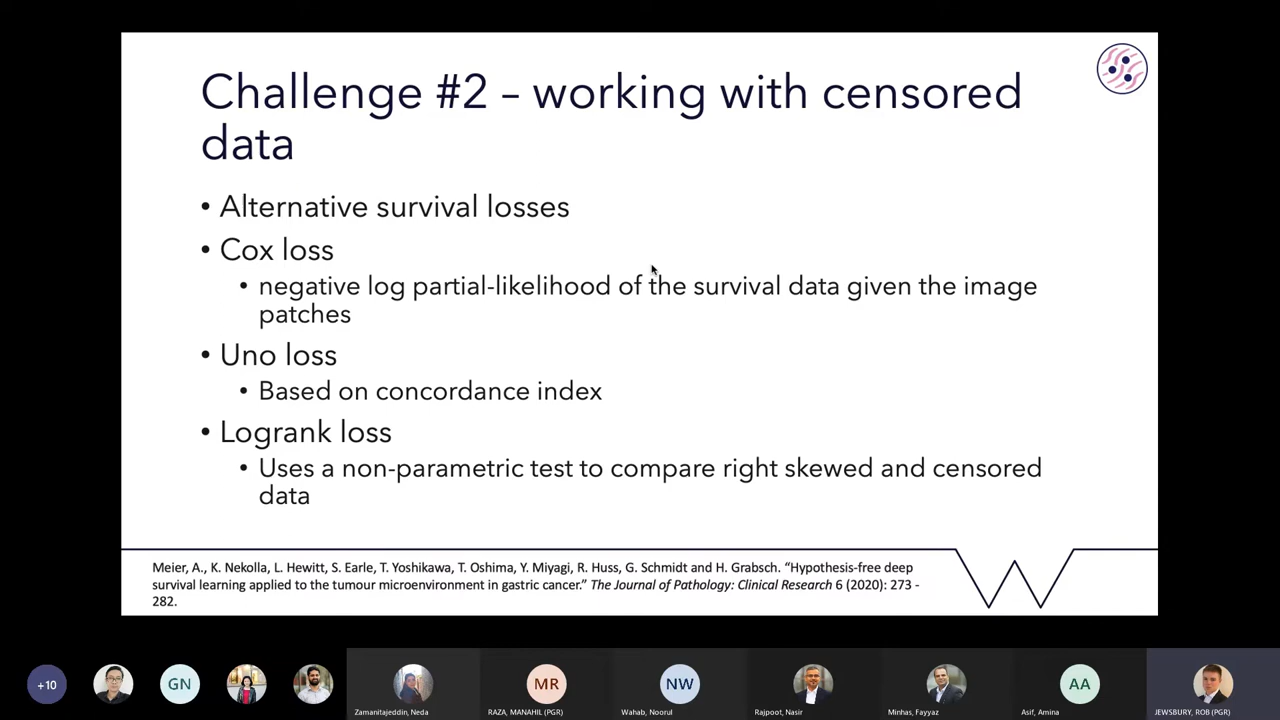 Challenge #2 – working with censored
data
• Alternative survival losses
• Cox loss
• negative log partial-likelihood of the survival data given the image
patches
• Uno loss
• Based on concordance index
• Logrank loss
• Uses a non-parametric test to compare right skewed and censored
data
Meier, A., K. Nekolla, L. Hewitt, S. Earle, T. Yoshikawa, T. Oshima, Y. Miyagi, R. Huss, G. Schmidt and H. Grabsch. “Hypothesis-free deep
survival learning applied to the tumour microenvironment in gastric cancer.” The Journal of Pathology: Clinical Research 6 (2020): 273 -
282.
+10
GN
MR
NW
AA
Zamanitajeddin, Neda
RAZA, MANAHIL (PGR)
Wahab, Noorul
Rajpoot, Nasir
Minhas, Fayyaz
Asif, Amina
JEWSBURY, ROB (PGR)